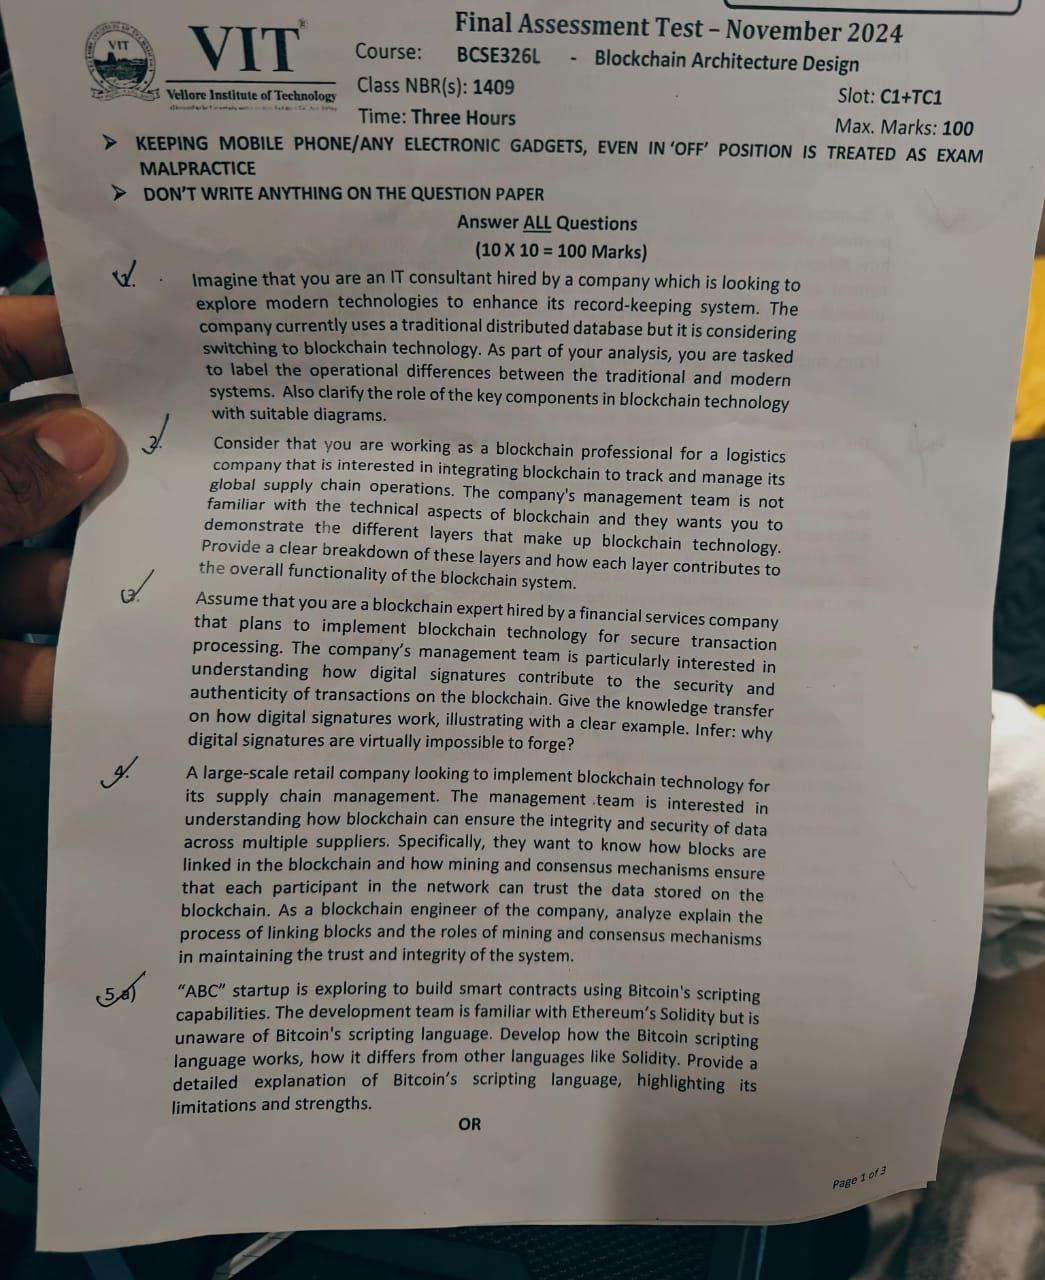 Final Assessment Test – November 2024
VIT
VIT®
Vellore Institute of Technology
Course: BCSE326L - Blockchain Architecture Design
Class NBR(s): 1409
Slot: C1+TC1
Time: Three Hours
Max. Marks: 100
➤ KEEPING MOBILE PHONE/ANY ELECTRONIC GADGETS, EVEN IN ‘OFF’ POSITION IS TREATED AS EXAM
MALPRACTICE
➤ DON’T WRITE ANYTHING ON THE QUESTION PAPER
Answer ALL Questions
(10 X 10 = 100 Marks)
1. Imagine that you are an IT consultant hired by a company which is looking to
explore modern technologies to enhance its record-keeping system. The
company currently uses a traditional distributed database but it is considering
switching to blockchain technology. As part of your analysis, you are tasked
to label the operational differences between the traditional and modern
systems. Also clarify the role of the key components in blockchain technology
with suitable diagrams.
2. Consider that you are working as a blockchain professional for a logistics
company that is interested in integrating blockchain to track and manage its
global supply chain operations. The company's management team is not
familiar with the technical aspects of blockchain and they wants you to
demonstrate the different layers that make up blockchain technology.
Provide a clear breakdown of these layers and how each layer contributes to
the overall functionality of the blockchain system.
3. Assume that you are a blockchain expert hired by a financial services company
that plans to implement blockchain technology for secure transaction
processing. The company’s management team is particularly interested in
understanding how digital signatures contribute to the security and
authenticity of transactions on the blockchain. Give the knowledge transfer
on how digital signatures work, illustrating with a clear example. Infer: why
digital signatures are virtually impossible to forge?
4. A large-scale retail company looking to implement blockchain technology for
its supply chain management. The management team is interested in
understanding how blockchain can ensure the integrity and security of data
across multiple suppliers. Specifically, they want to know how blocks are
linked in the blockchain and how mining and consensus mechanisms ensure
that each participant in the network can trust the data stored on the
blockchain. As a blockchain engineer of the company, analyze explain the
process of linking blocks and the roles of mining and consensus mechanisms
in maintaining the trust and integrity of the system.
5.a) “ABC” startup is exploring to build smart contracts using Bitcoin's scripting
capabilities. The development team is familiar with Ethereum’s Solidity but is
unaware of Bitcoin's scripting language. Develop how the Bitcoin scripting
language works, how it differs from other languages like Solidity. Provide a
detailed explanation of Bitcoin’s scripting language, highlighting its
limitations and strengths.
OR
Page 1 of 3